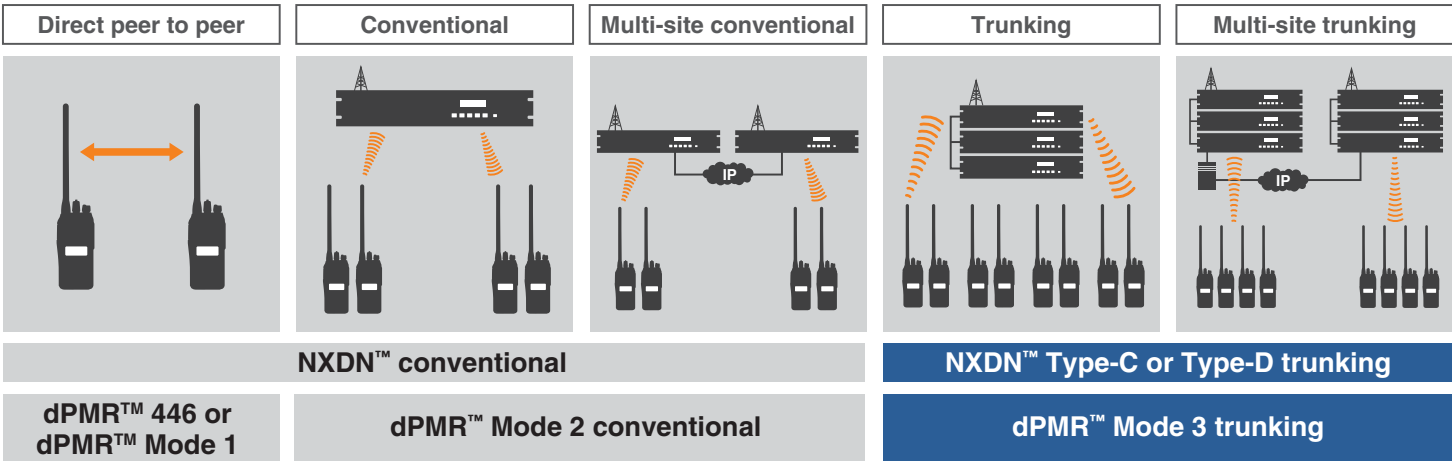 Direct peer to peer
Conventional
Multi-site conventional
Trunking
Multi-site trunking
IP
IP
NXDN™ conventional
NXDN™ Type-C or Type-D trunking
dPMR™ 446 or
dPMR™ Mode 1
dPMR™ Mode 2 conventional
dPMR™ Mode 3 trunking